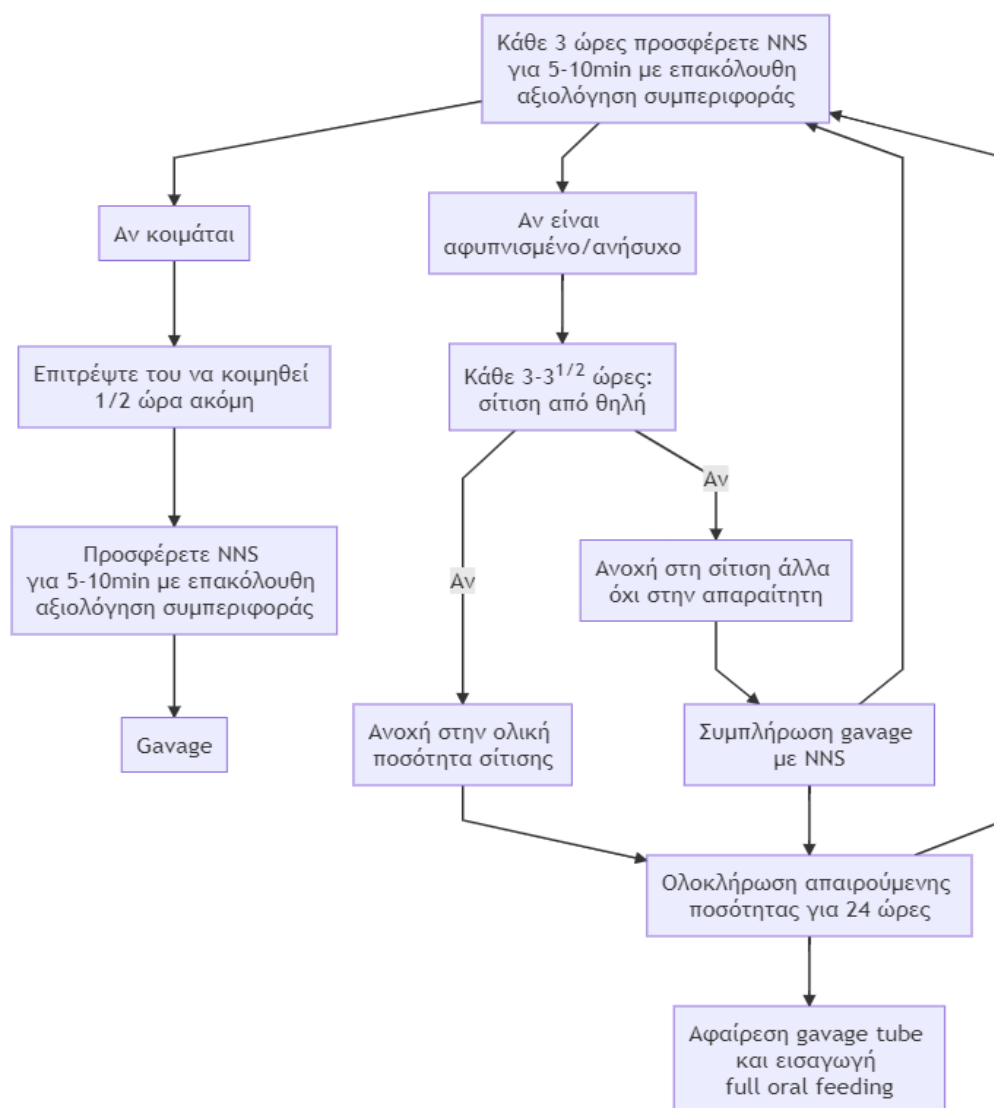 Κάθε 3 ώρες προσφέρετε NNS
για 5-10min με επακόλουθη
αξιολόγηση συμπεριφοράς
Αν κοιμάται
Αν είναι
αφυπνισμένο/ανήσυχο
Επιτρέψτε του να κοιμηθεί
1/2 ώρα ακόμη
Κάθε 3-3^1/2 ώρες:
σίτιση από θηλή
Αν
Προσφέρετε NNS
για 5-10min με επακόλουθη
αξιολόγηση συμπεριφοράς
Αν
Ανοχή στη σίτιση άλλα
όχι στην απαραίτητη
Gavage
Ανοχή στην ολική
ποσότητα σίτισης
Συμπλήρωση gavage
με NNS
Ολοκλήρωση απαιρούμενης
ποσότητας για 24 ώρες
Αφαίρεση gavage tube
και εισαγωγή
full oral feeding